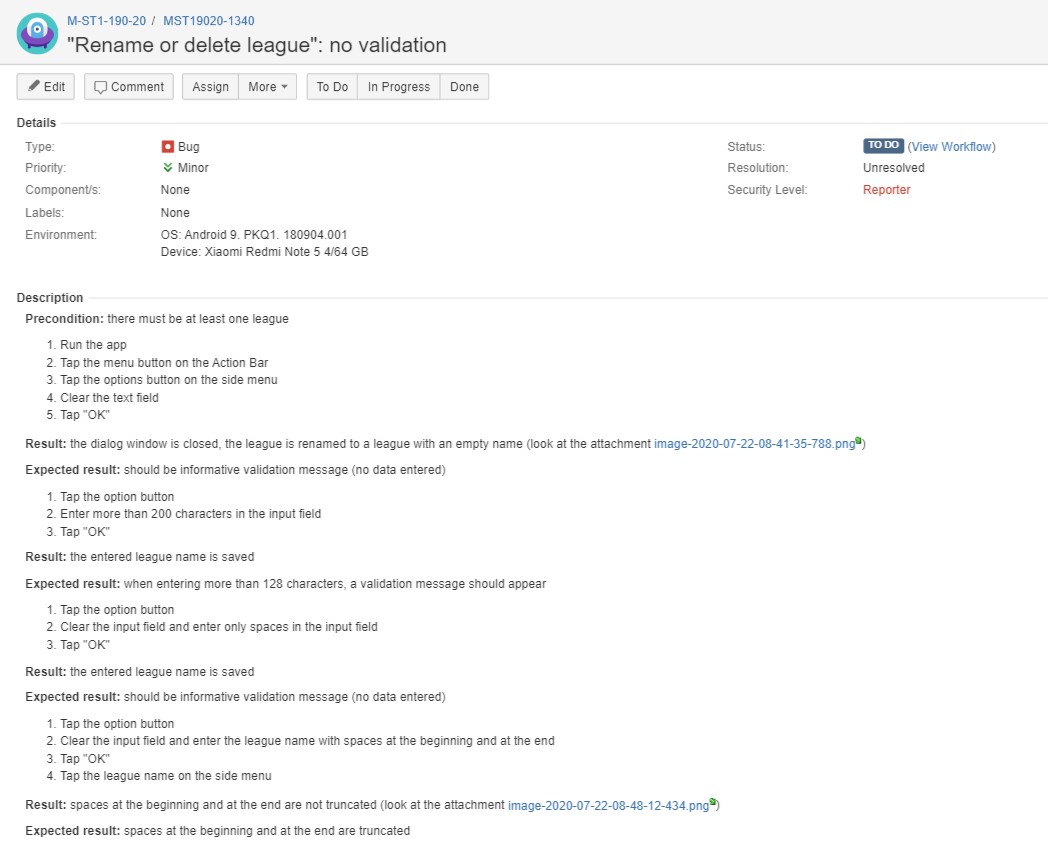 M-ST1-190-20 / MST19020-1340
"Rename or delete league": no validation
Edit Comment Assign More To Do In Progress Done
Details
Type: Bug Status: TO DO (View Workflow)
Priority: Minor Resolution: Unresolved
Component/s: None Security Level: Reporter
Labels: None
Environment: OS: Android 9. PKQ1. 180904.001
Device: Xiaomi Redmi Note 5 4/64 GB
Description
Precondition: there must be at least one league
1. Run the app
2. Tap the menu button on the Action Bar
3. Tap the options button on the side menu
4. Clear the text field
5. Tap "OK"
Result: the dialog window is closed, the league is renamed to a league with an empty name (look at the attachment image-2020-07-22-08-41-35-788.png)
Expected result: should be informative validation message (no data entered)
1. Tap the option button
2. Enter more than 200 characters in the input field
3. Tap "OK"
Result: the entered league name is saved
Expected result: when entering more than 128 characters, a validation message should appear
1. Tap the option button
2. Clear the input field and enter only spaces in the input field
3. Tap "OK"
Result: the entered league name is saved
Expected result: should be informative validation message (no data entered)
1. Tap the option button
2. Clear the input field and enter the league name with spaces at the beginning and at the end
3. Tap "OK"
4. Tap the league name on the side menu
Result: spaces at the beginning and at the end are not truncated (look at the attachment image-2020-07-22-08-48-12-434.png)
Expected result: spaces at the beginning and at the end are truncated